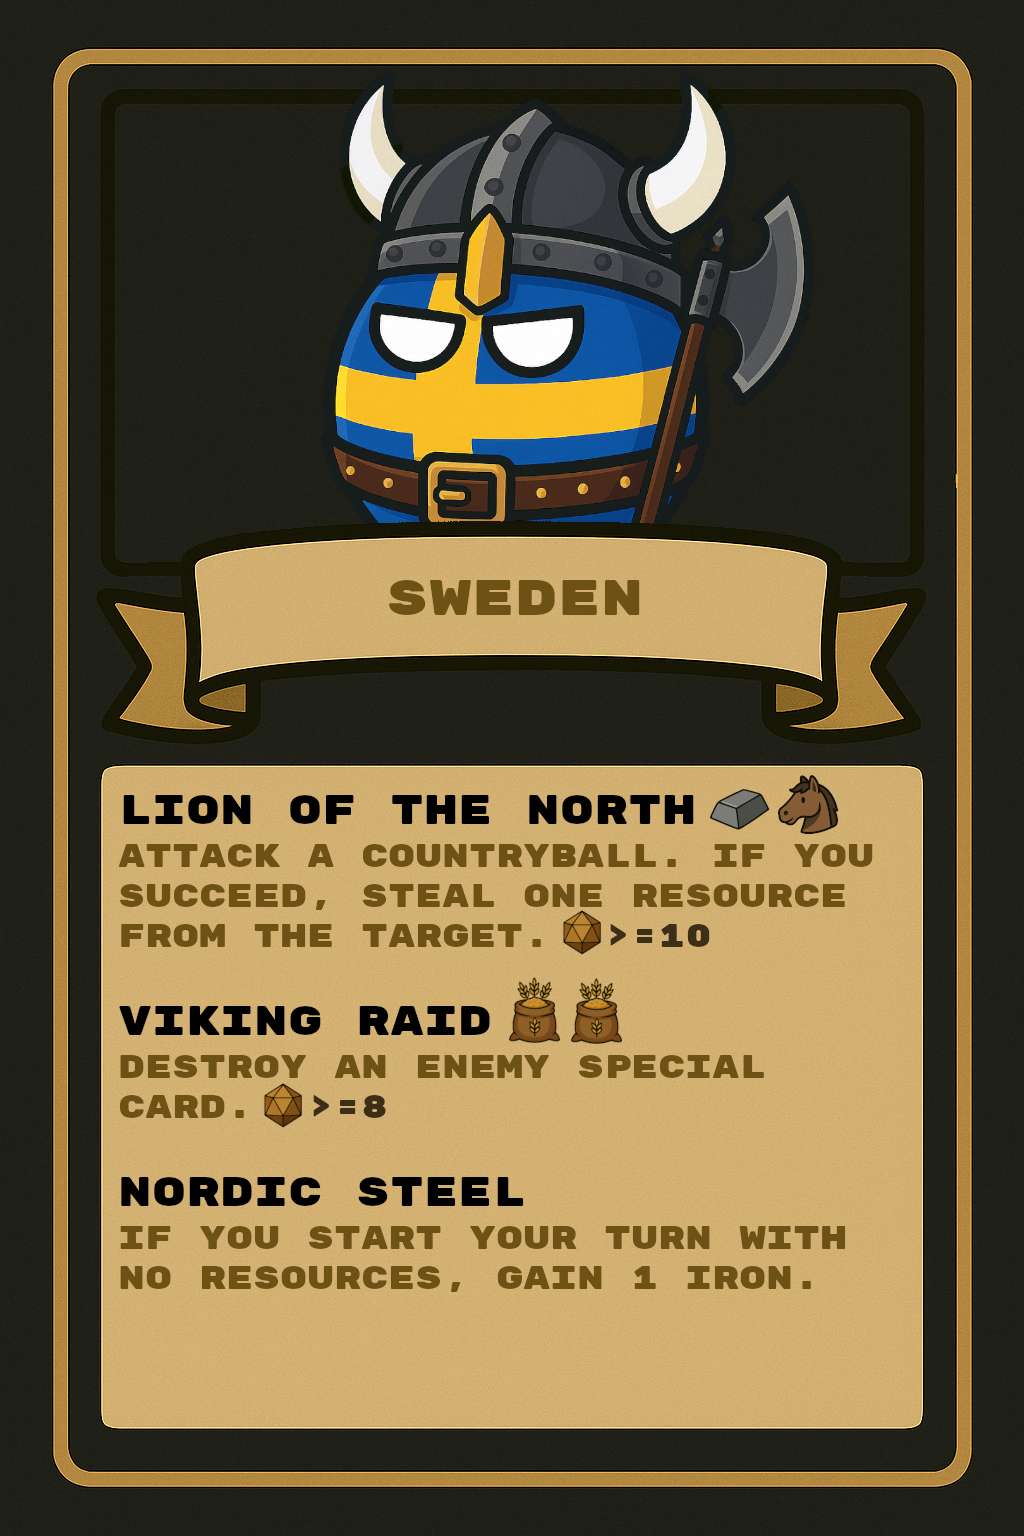 SWEDEN
LION OF THE NORTH
ATTACK A COUNTRYBALL. IF YOU
SUCCEED, STEAL ONE RESOURCE
FROM THE TARGET. >=10
VIKING RAID
DESTROY AN ENEMY SPECIAL
CARD. >=8
NORDIC STEEL
IF YOU START YOUR TURN WITH
NO RESOURCES, GAIN 1 IRON.